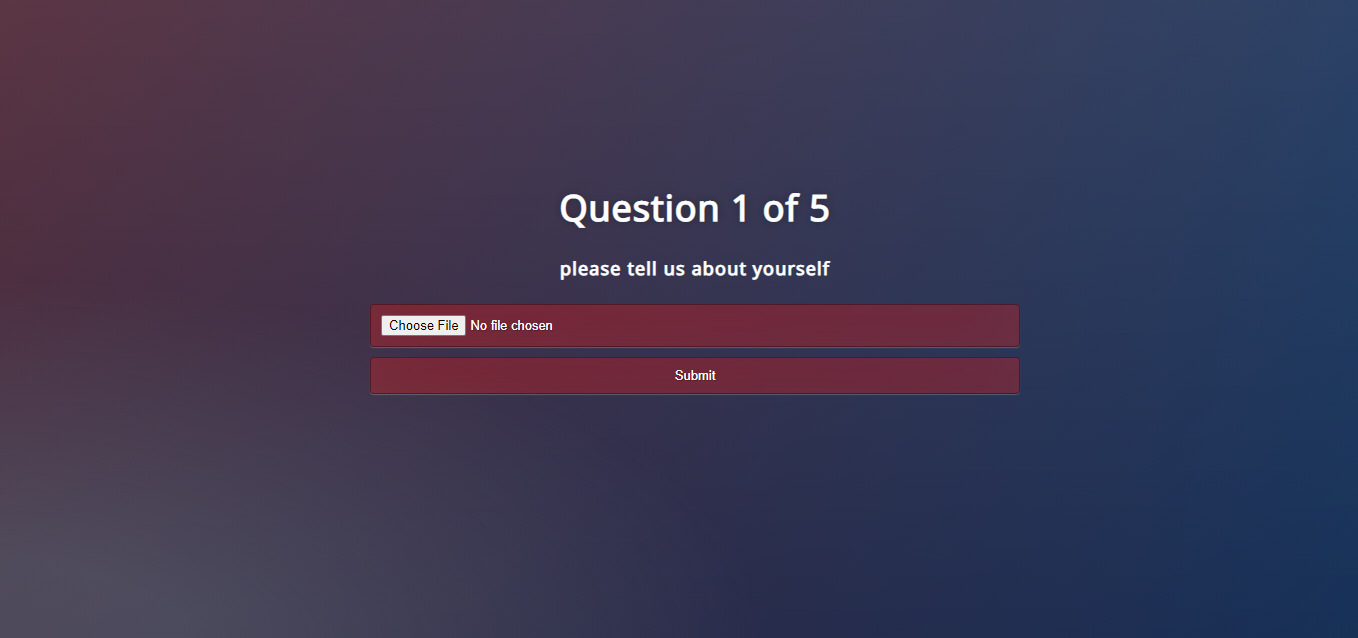 Question 1 of 5
please tell us about yourself
Choose File No file chosen
Submit